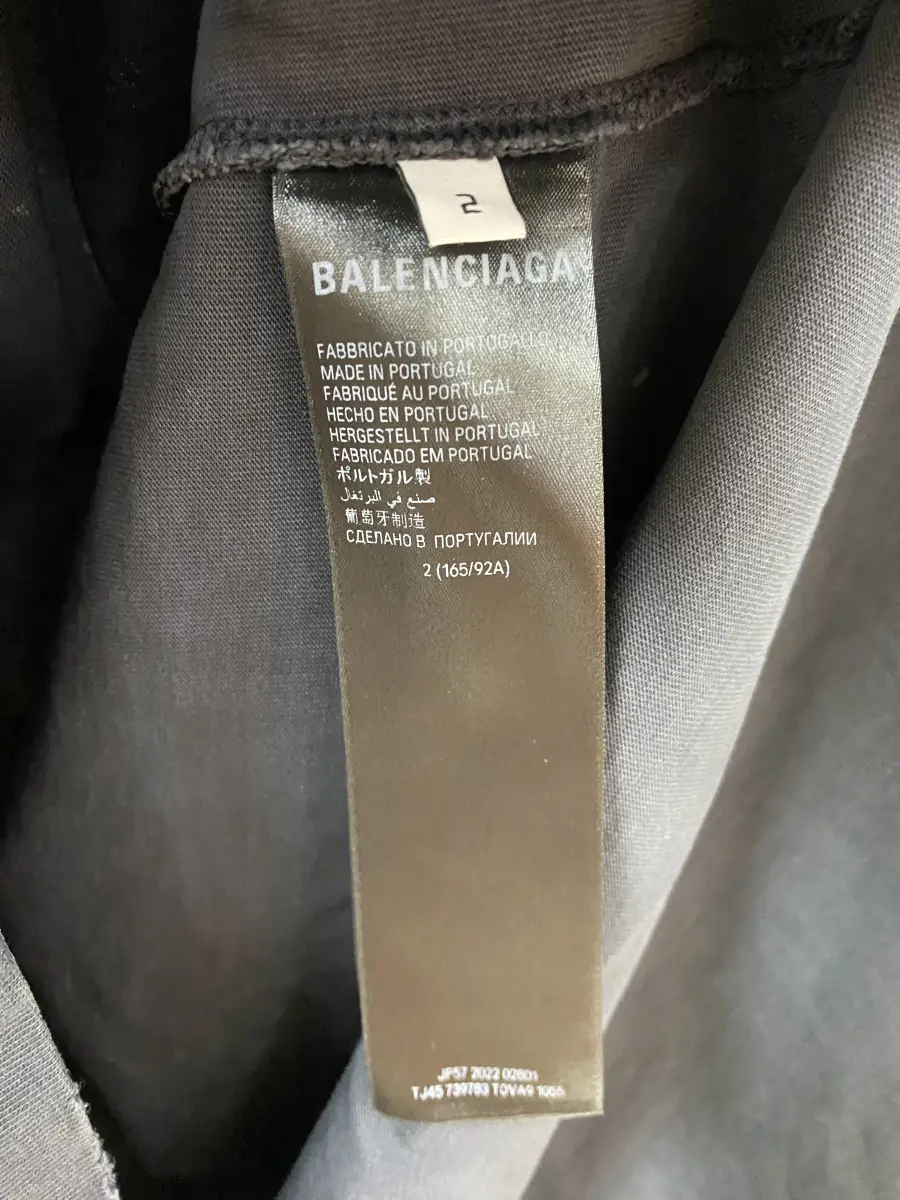 2
BALENCIAGA
FABBRICATO IN PORTOGALLO
MADE IN PORTUGAL
FABRIQUÉ AU PORTUGAL
HECHO EN PORTUGAL
HERGESTELLT IN PORTUGAL
FABRICADO EM PORTUGAL
ポルトガル製
صنع في البرتغال
葡萄牙制造
СДЕЛАНО В ПОРТУГАЛИИ
2 (165/92A)
JP57 2022 02601
TJ45 739783 TOVA9 1055